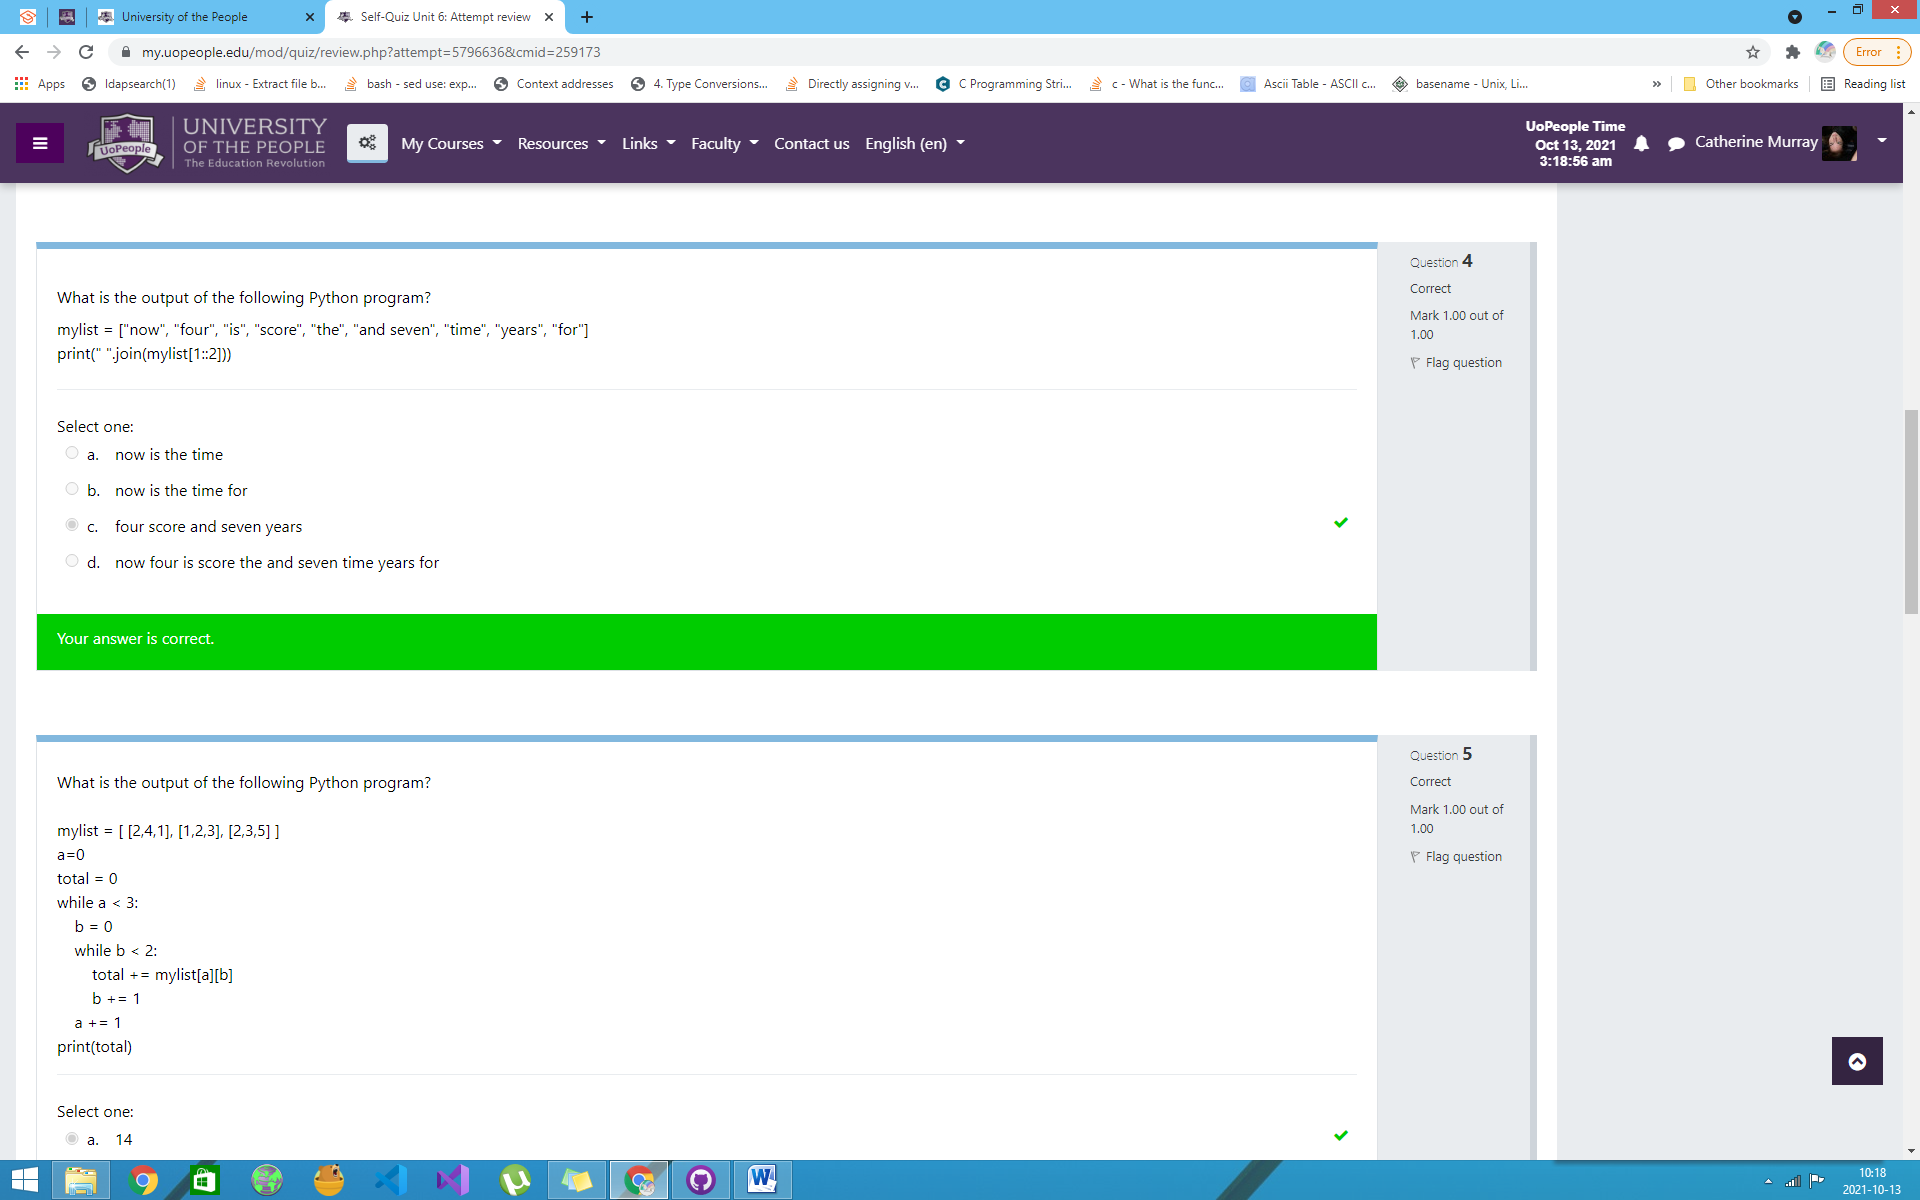 University of the People
Self-Quiz Unit 6: Attempt review
my.uopeople.edu/mod/quiz/review.php?attempt=5796636&cmid=259173
Error
Apps
ldapsearch(1)
linux - Extract file b...
bash - sed use: exp...
Context addresses
4. Type Conversions...
Directly assigning v...
C Programming Stri...
c - What is the func...
Ascii Table - ASCII c...
basename - Unix, Li...
»
Other bookmarks
Reading list
UoPeople
UNIVERSITY
OF THE PEOPLE
The Education Revolution
My Courses
Resources
Links
Faculty
Contact us
English (en)
UoPeople Time
Oct 13, 2021
3:18:56 am
Catherine Murray
What is the output of the following Python program?
mylist = ["now", "four", "is", "score", "the", "and seven", "time", "years", "for"]
print(" ".join(mylist[1::2]))
Select one:
a. now is the time
b. now is the time for
c. four score and seven years
d. now four is score the and seven time years for
Your answer is correct.
Question 4
Correct
Mark 1.00 out of
1.00
Flag question
What is the output of the following Python program?
mylist = [ [2,4,1], [1,2,3], [2,3,5] ]
a=0
total = 0
while a < 3:
b = 0
while b < 2:
total += mylist[a][b]
b += 1
a += 1
print(total)
Select one:
a. 14
Question 5
Correct
Mark 1.00 out of
1.00
Flag question
10:18
2021-10-13